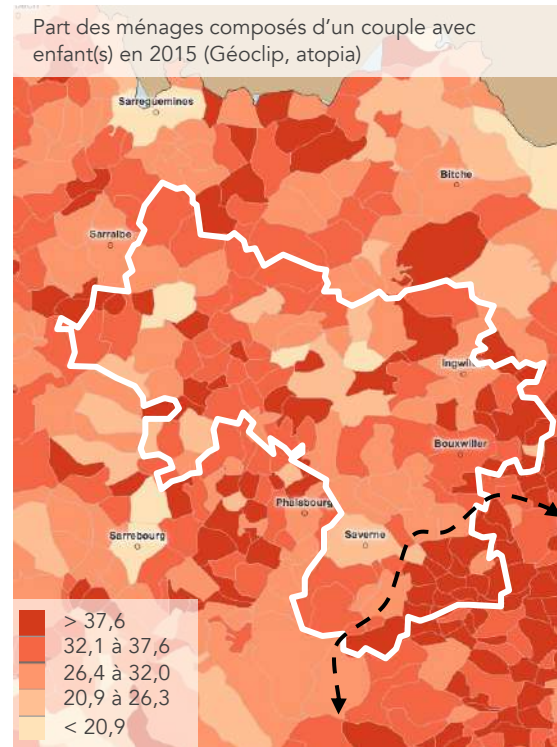 Part des ménages composés d'un couple avec
enfant(s) en 2015 (Géoclip, atopia)
Sarreguemines
Bitche
Sarralbe
Ingwill
Bouxwiller
Phalsbourg
Sarrebourg
Saverne
> 37,6
32,1 à 37,6
26,4 à 32,0
20,9 à 26,3
< 20,9